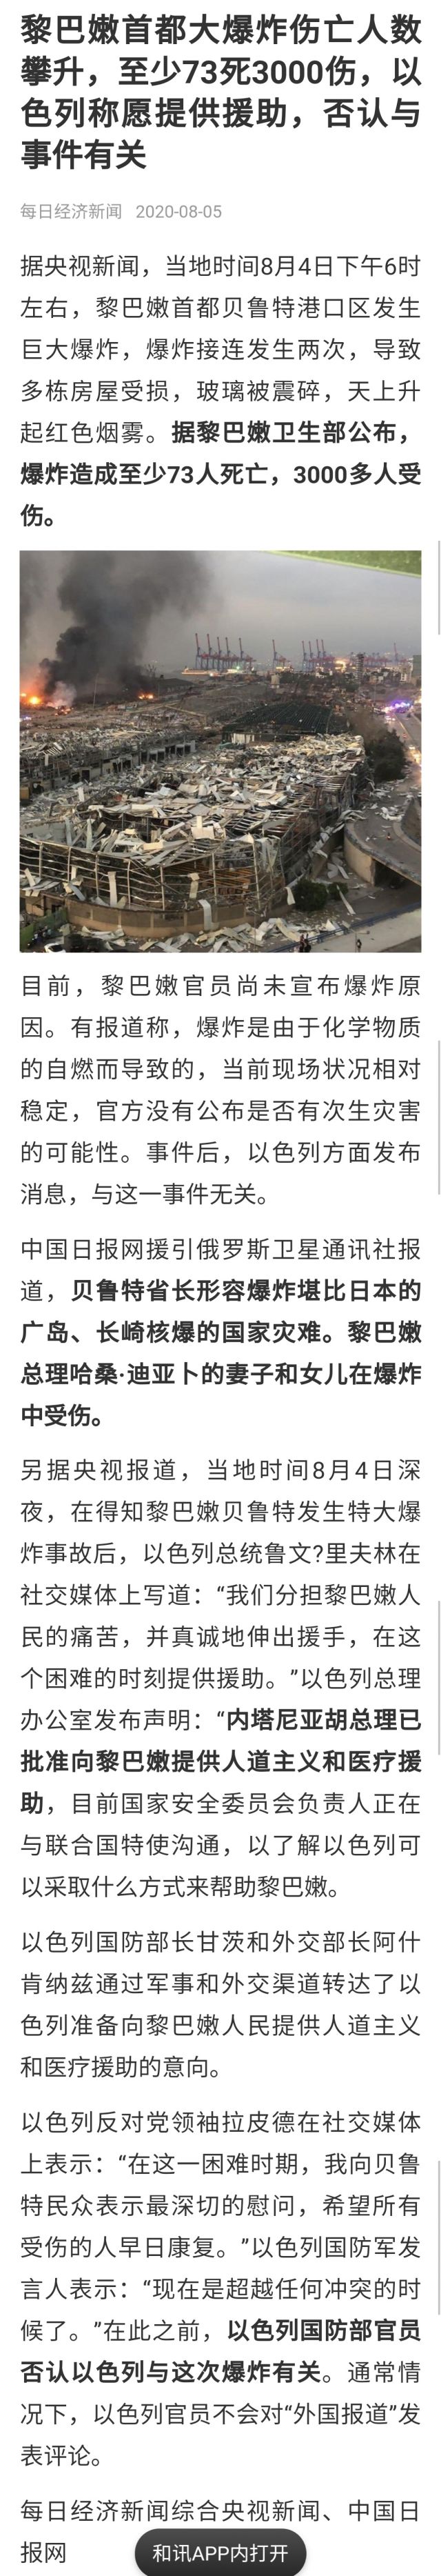 黎巴嫩首都大爆炸伤亡人数
攀升，至少73死3000伤，以
色列称愿提供援助，否认与
事件有关
每日经济新闻 2020-08-05
据央视新闻，当地时间8月4日下午6时
左右，黎巴嫩首都贝鲁特港口区发生
巨大爆炸，爆炸接连发生两次，导致
多栋房屋受损，玻璃被震碎，天上升
起红色烟雾。据黎巴嫩卫生部公布，
爆炸造成至少73人死亡，3000多人受
伤。
目前，黎巴嫩官员尚未宣布爆炸原
因。有报道称，爆炸是由于化学物质
的自燃而导致的，当前现场状况相对
稳定，官方没有公布是否有次生灾害
的可能性。事件后，以色列方面发布
消息，与这一事件无关。
中国日报网援引俄罗斯卫星通讯社报
道，贝鲁特省长形容爆炸堪比日本的
广岛、长崎核爆的国家灾难。黎巴嫩
总理哈桑·迪亚卜的妻子和女儿在爆炸
中受伤。
另据央视报道，当地时间8月4日深
夜，在得知黎巴嫩贝鲁特发生特大爆
炸事故后，以色列总统鲁文?里夫林在
社交媒体上写道：“我们分担黎巴嫩人
民的痛苦，并真诚地伸出援手，在这
个困难的时刻提供援助。”以色列总理
办公室发布声明：“内塔尼亚胡总理已
批准向黎巴嫩提供人道主义和医疗援
助，目前国家安全委员会负责人正在
与联合国特使沟通，以了解以色列可
以采取什么方式来帮助黎巴嫩。
以色列国防部长甘茨和外交部长阿什
肯纳兹通过军事和外交渠道转达了以
色列准备向黎巴嫩人民提供人道主义
和医疗援助的意向。
以色列反对党领袖拉皮德在社交媒体
上表示：“在这一困难时期，我向贝鲁
特民众表示最深切的慰问，希望所有
受伤的人早日康复。”以色列国防军发
言人表示：“现在是超越任何冲突的时
候了。”在此之前，以色列国防部官员
否认以色列与这次爆炸有关。通常情
况下，以色列官员不会对“外国报道”发
表评论。
每日经济新闻综合央视新闻、中国日
报网
和讯APP内打开